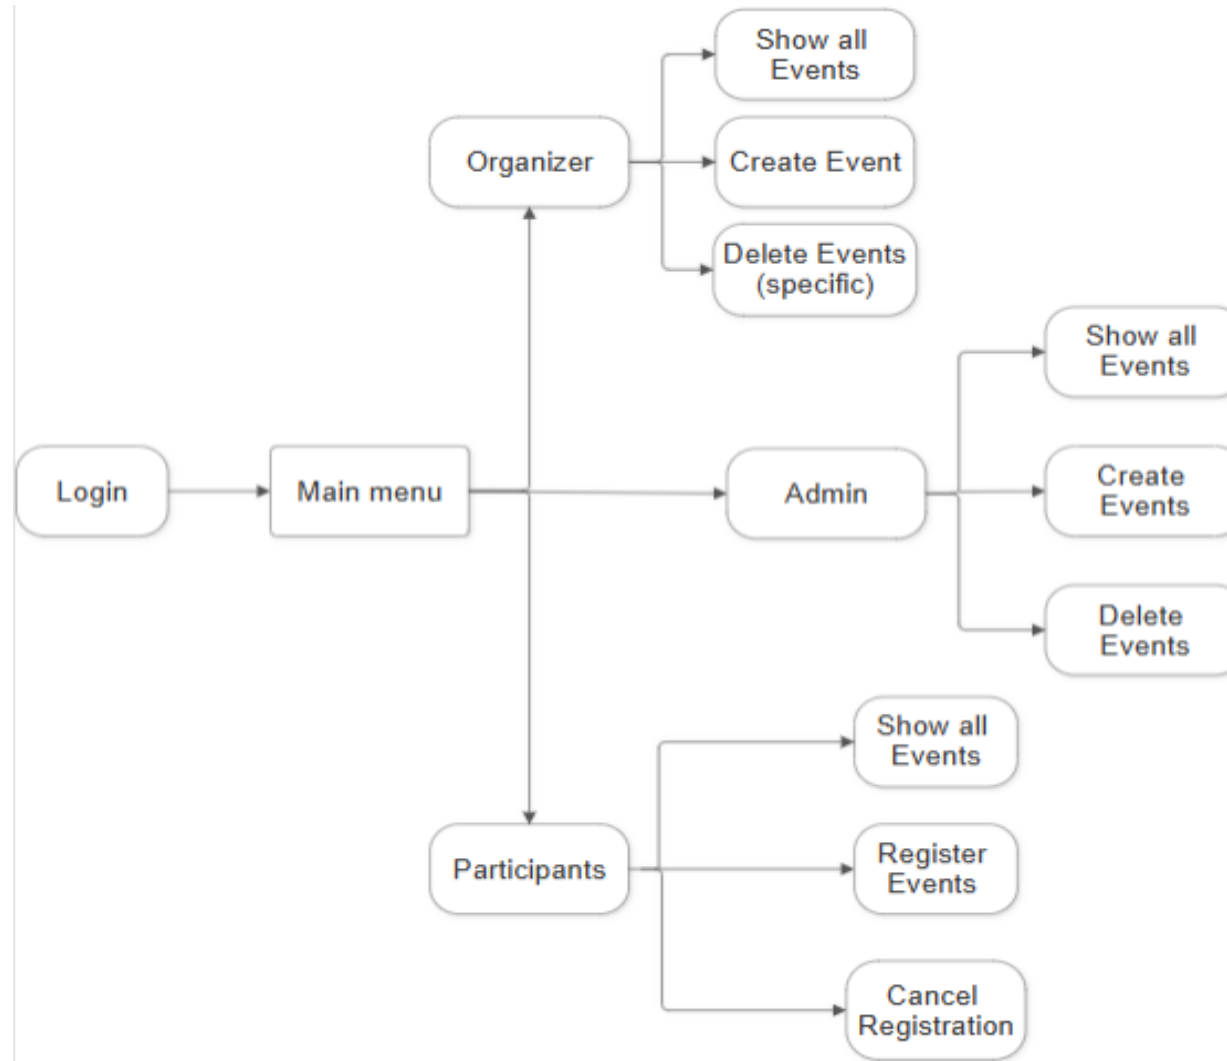 Show all
Events
Organizer
Create Event
Delete Events
(specific)
Show all
Events
Login
Main menu
Admin
Create
Events
Delete
Events
Show all
Events
Participants
Register
Events
Cancel
Registration